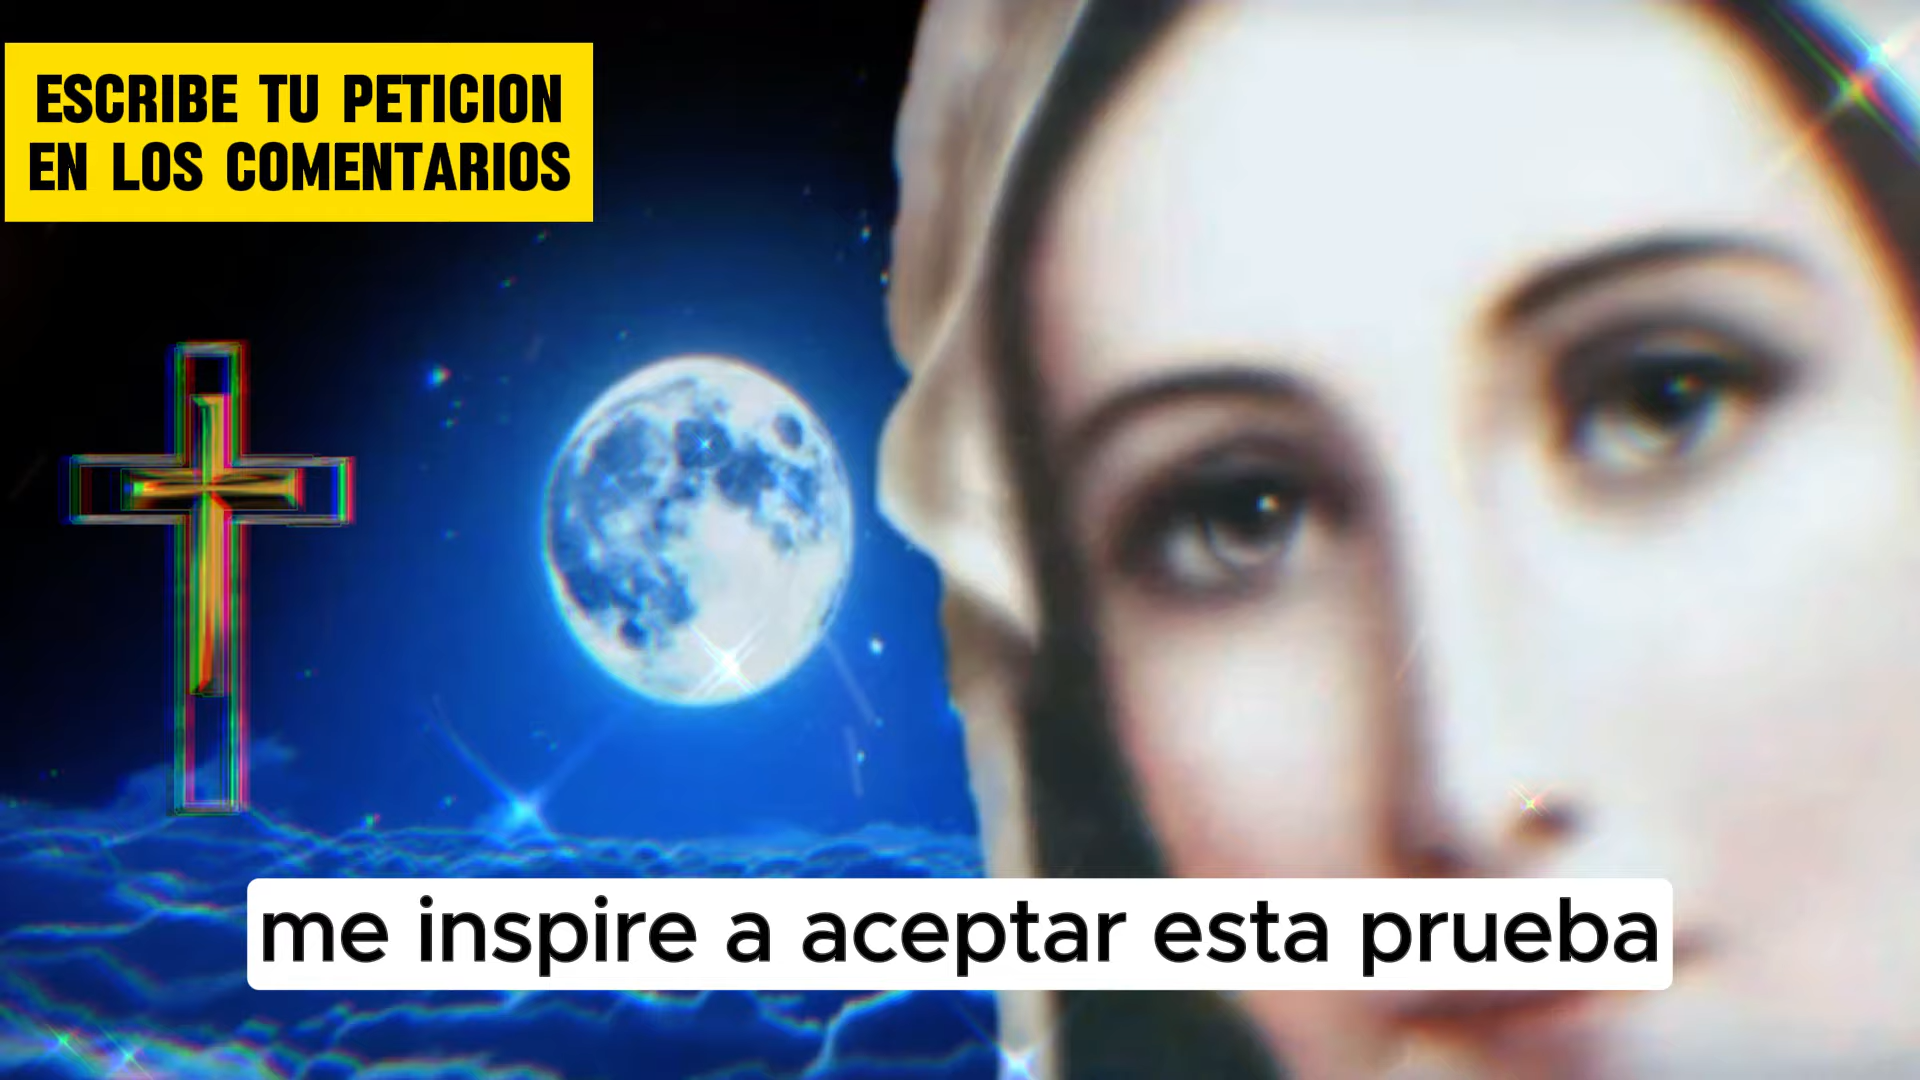 ESCRIBE TU PETICION
EN LOS COMENTARIOS
me inspire a aceptar esta prueba